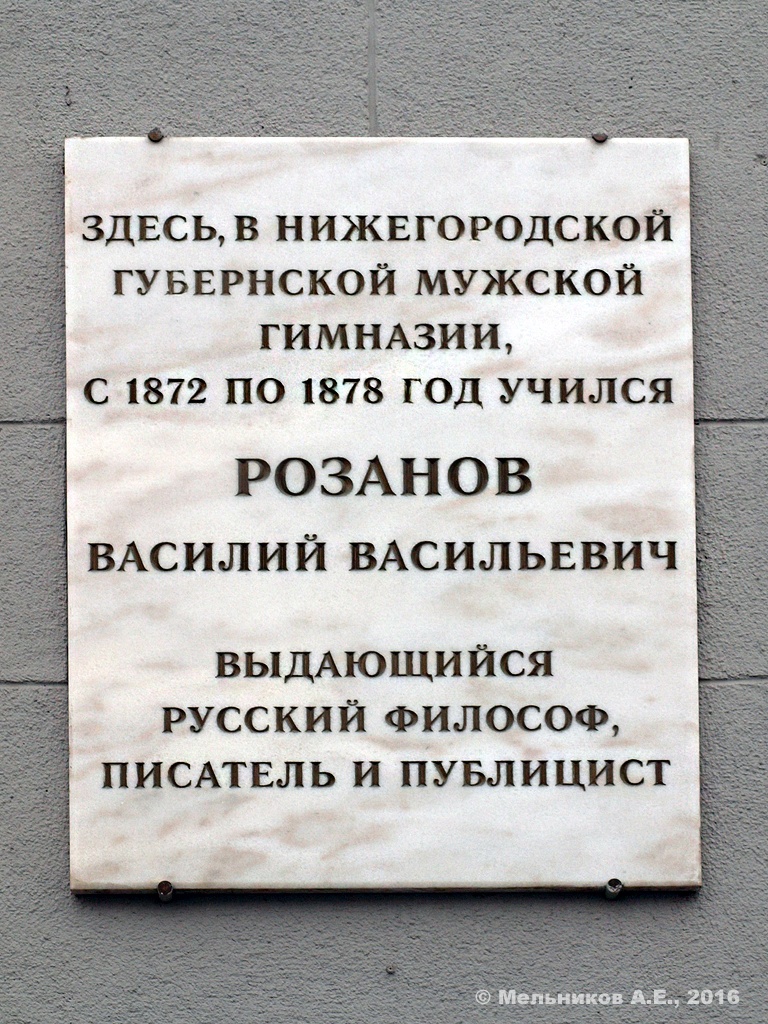 ЗДЕСЬ, В НИЖЕГОРОДСКОЙ
ГУБЕРНСКОЙ МУЖСКОЙ
ГИМНАЗИИ,
С 1872 ПО 1878 ГОД УЧИЛСЯ
РОЗАНОВ
ВАСИЛИЙ ВАСИЛЬЕВИЧ
ВЫДАЮЩИЙСЯ
РУССКИЙ ФИЛОСОФ,
ПИСАТЕЛЬ И ПУБЛИЦИСТ
© Мельников А.Е., 2016